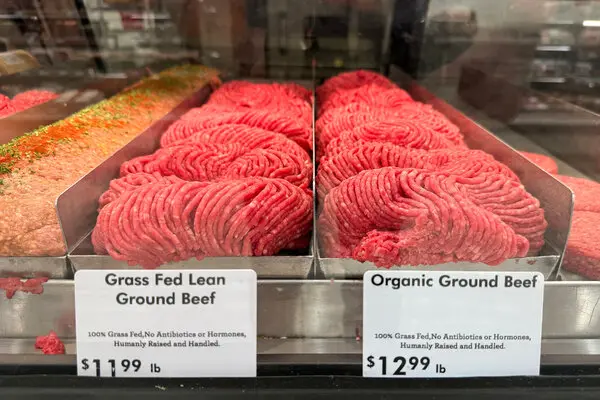 Grass Fed Lean
Ground Beef
100% Grass Fed,No Antibiotics or Hormones,
Humanly Raised and Handled.
$11.99 lb
Organic Ground Beef
100% Grass Fed,No Antibiotics or Hormones,
Humanly Raised and Handled.
$12.99 lb